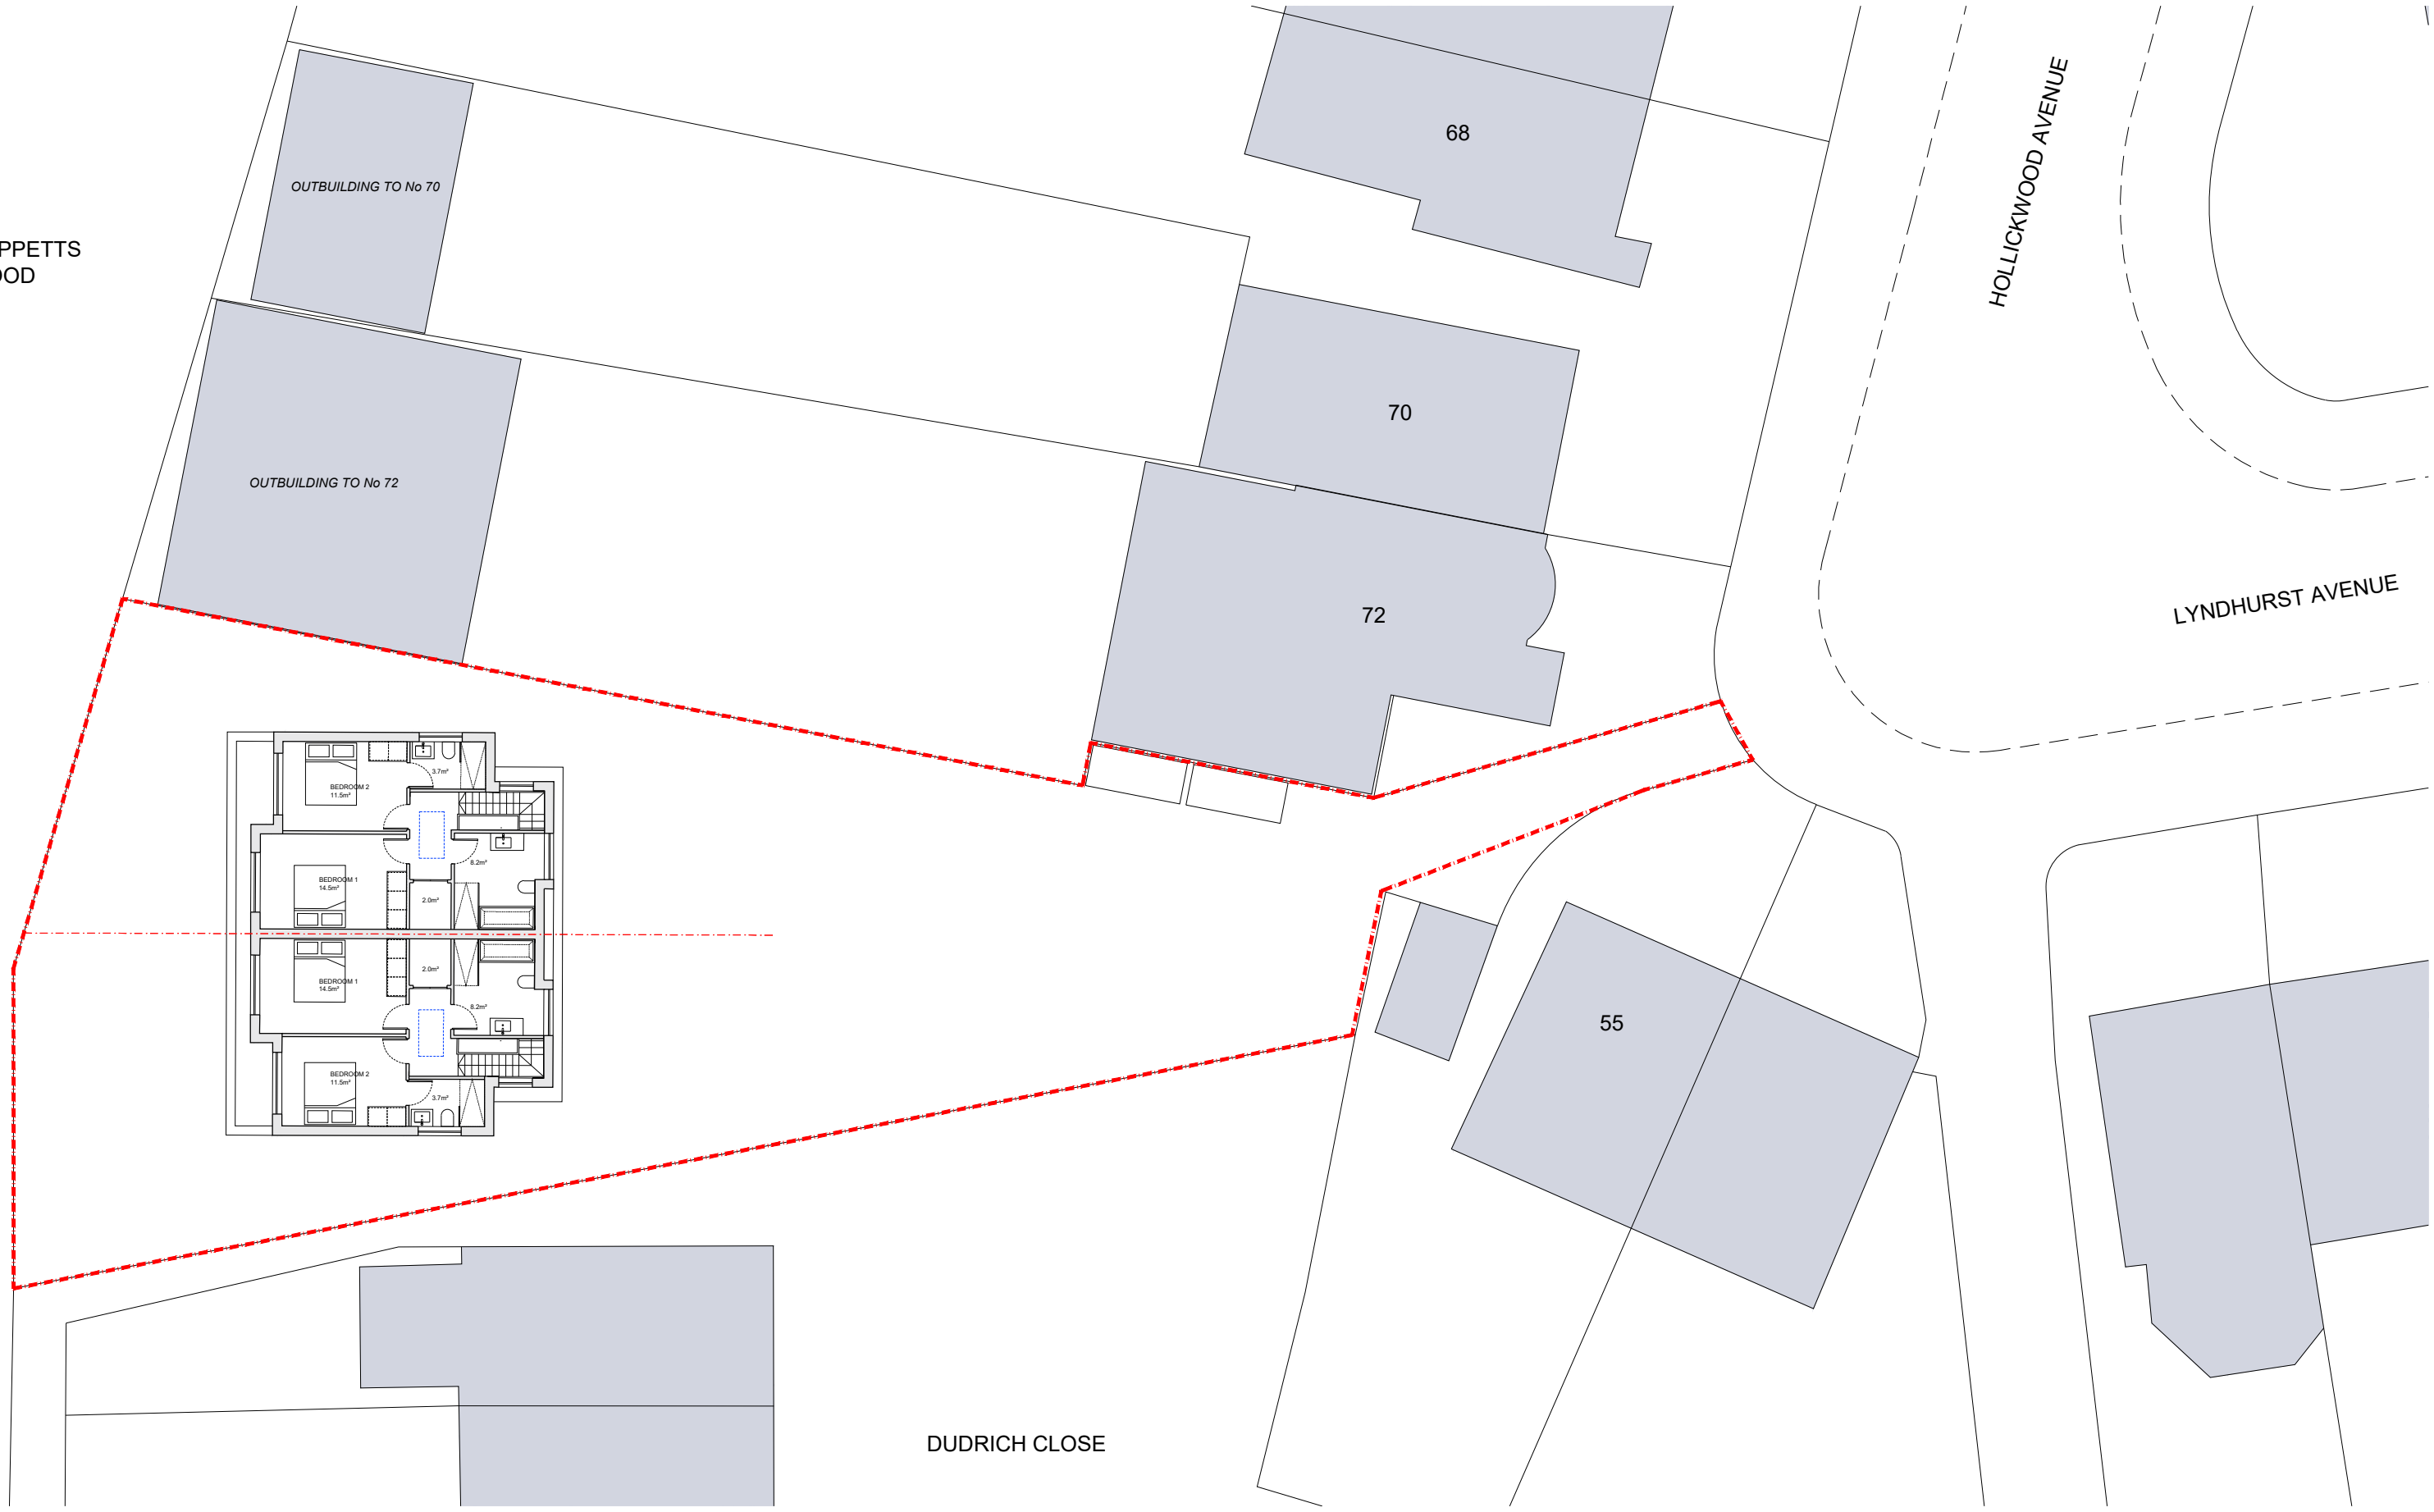 68
HOLLICKWOOD AVENUE
OUTBUILDING TO No 70
PPETTS
OOD
70
OUTBUILDING TO No 72
72
LYNDHURST AVENUE
3.7m²
BEDROOM 2
11.5m²
8.2m²
BEDROOM 1
14.5m²
2.0m²
2.0m²
BEDROOM 1
14.5m²
8.2m²
55
BEDROOM 2
11.5m²
3.7m²
DUDRICH CLOSE